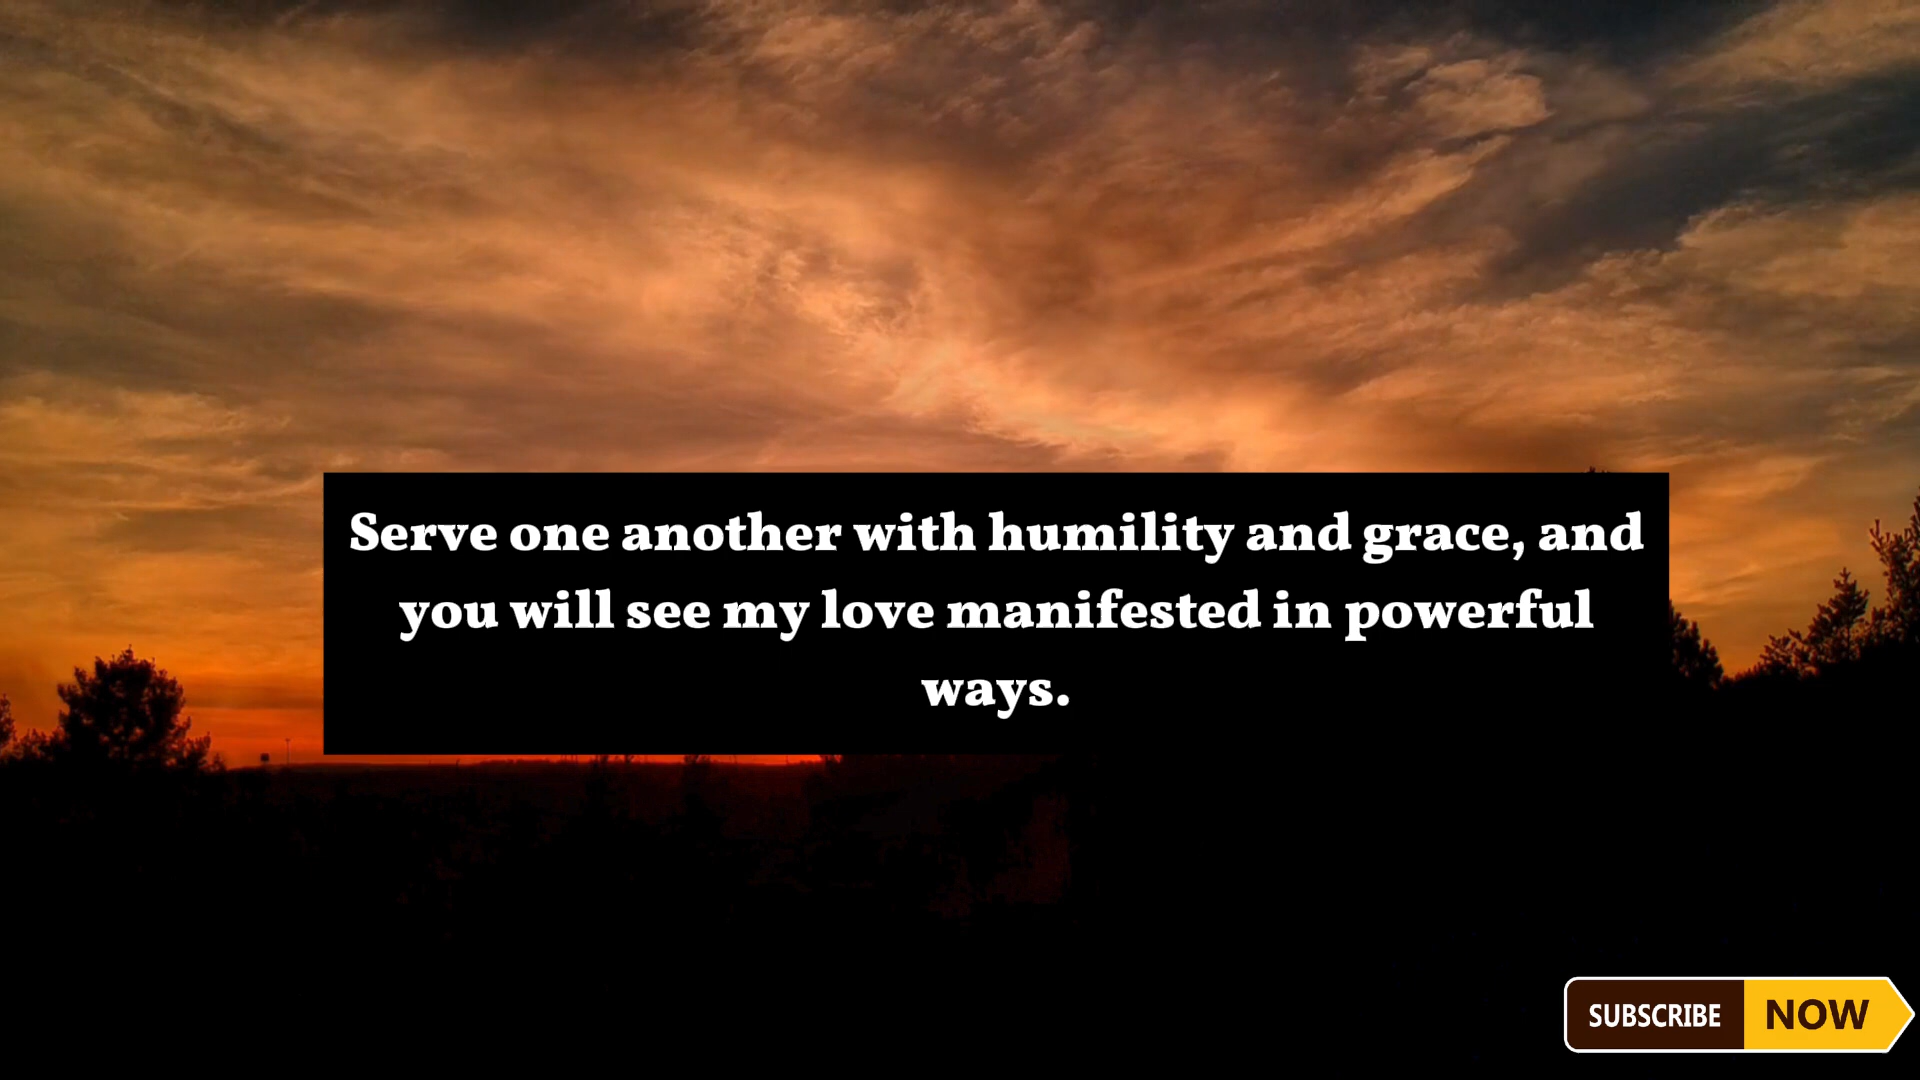 Serve one another with humility and grace, and
you will see my love manifested in powerful
ways.
SUBSCRIBE NOW